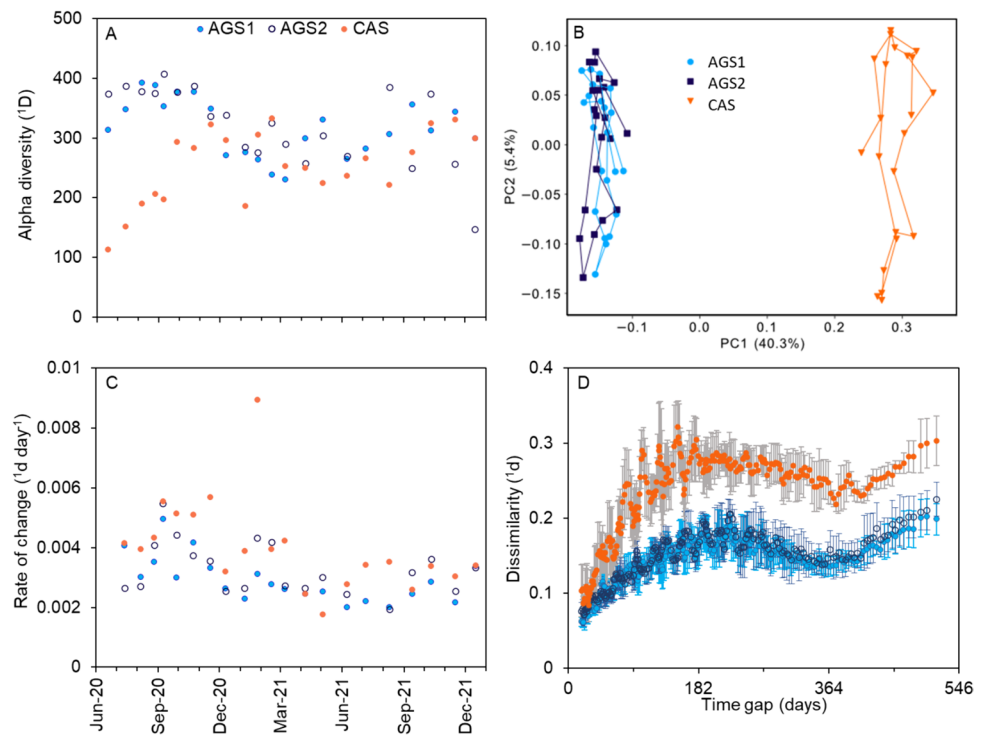 A
AGS1 AGS2 CAS
Alpha diversity (¹D)
500
400
300
200
100
0
B
AGS1
AGS2
CAS
PC2 (5.4%)
0.10
0.05
0.00
−0.05
−0.10
−0.15
−0.1 0.0 0.1 0.2 0.3
PC1 (40.3%)
C
Rate of change (¹d day⁻¹)
0.01
0.008
0.006
0.004
0.002
0
Jun-20 Sep-20 Dec-20 Mar-21 Jun-21 Sep-21 Dec-21
D
Dissimilarity (¹d)
0.4
0.3
0.2
0.1
0
0 182 364 546
Time gap (days)